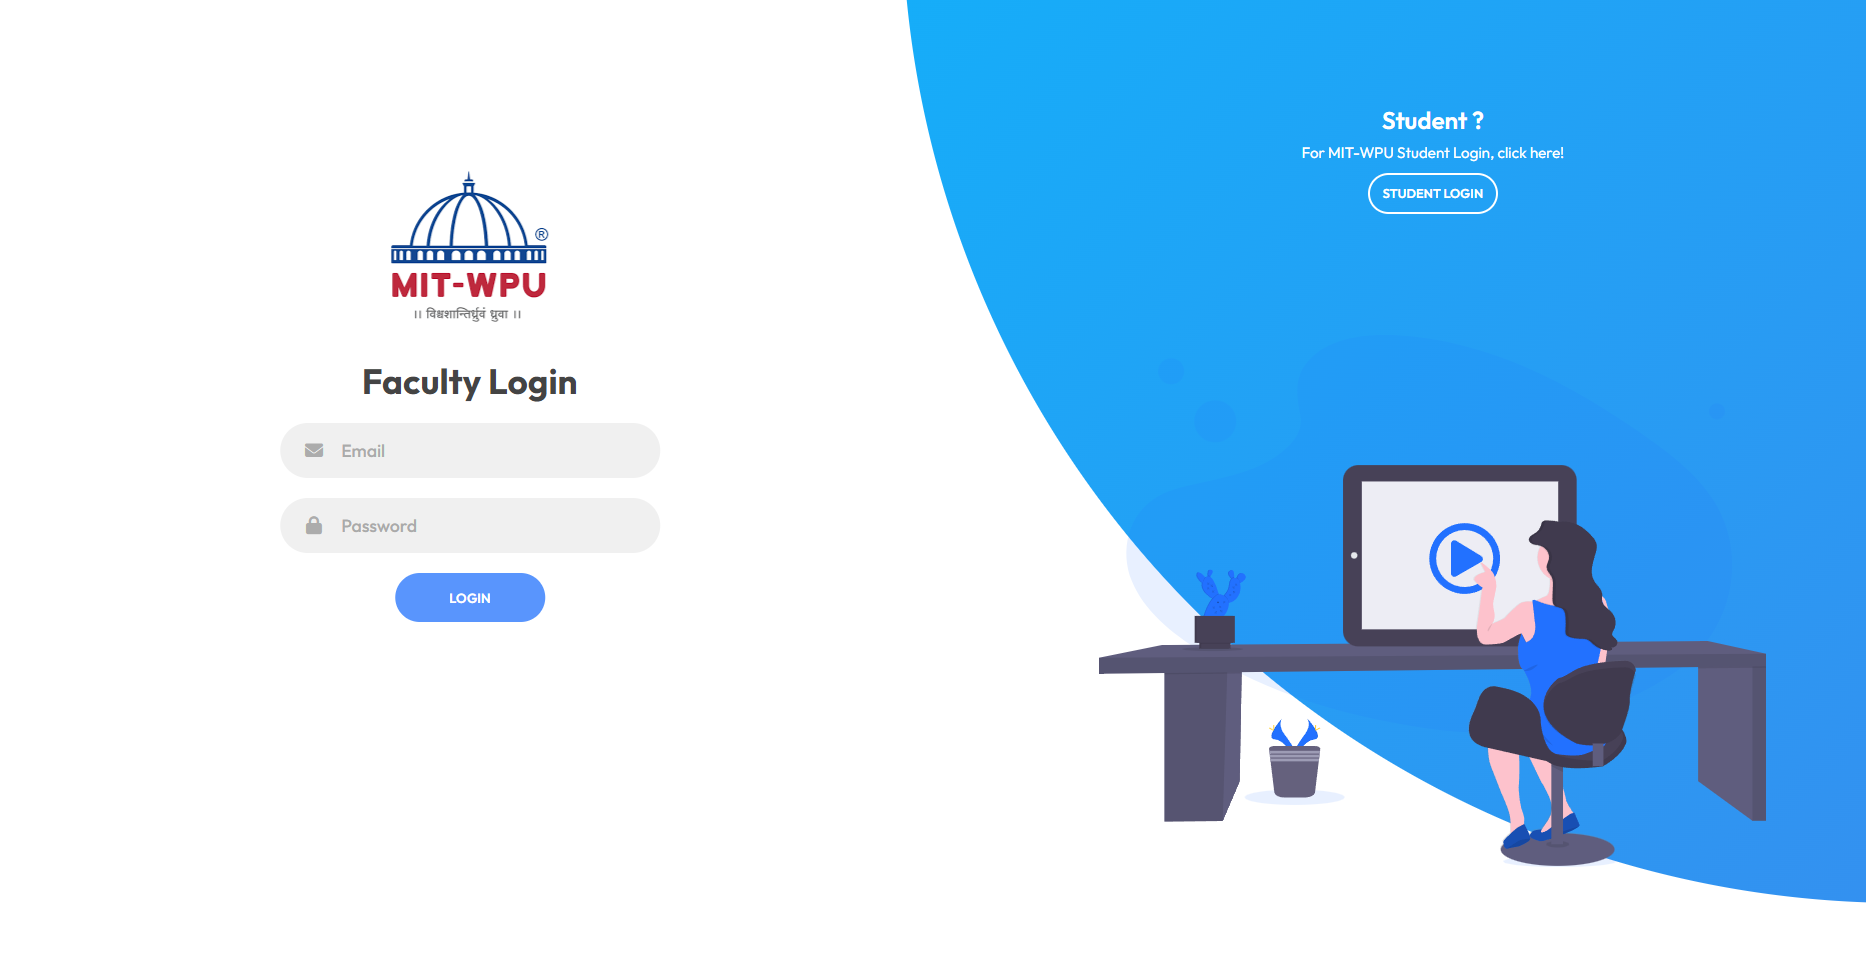 ®
MIT-WPU
॥ विश्वशान्तिर्ध्रुवं ध्रुवा ॥
Faculty Login
Email
Password
LOGIN
Student ?
For MIT-WPU Student Login, click here!
STUDENT LOGIN